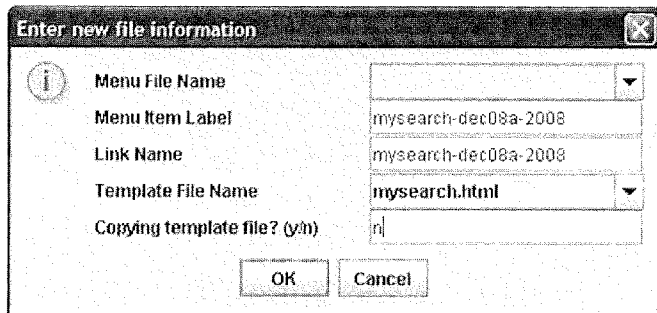 Enter new file information
Menu File Name
Menu Item Label mysearch-dec08a-2008
Link Name mysearch-dec08a-2008
Template File Name mysearch.html
Copying template file? (y/n) n
OK Cancel